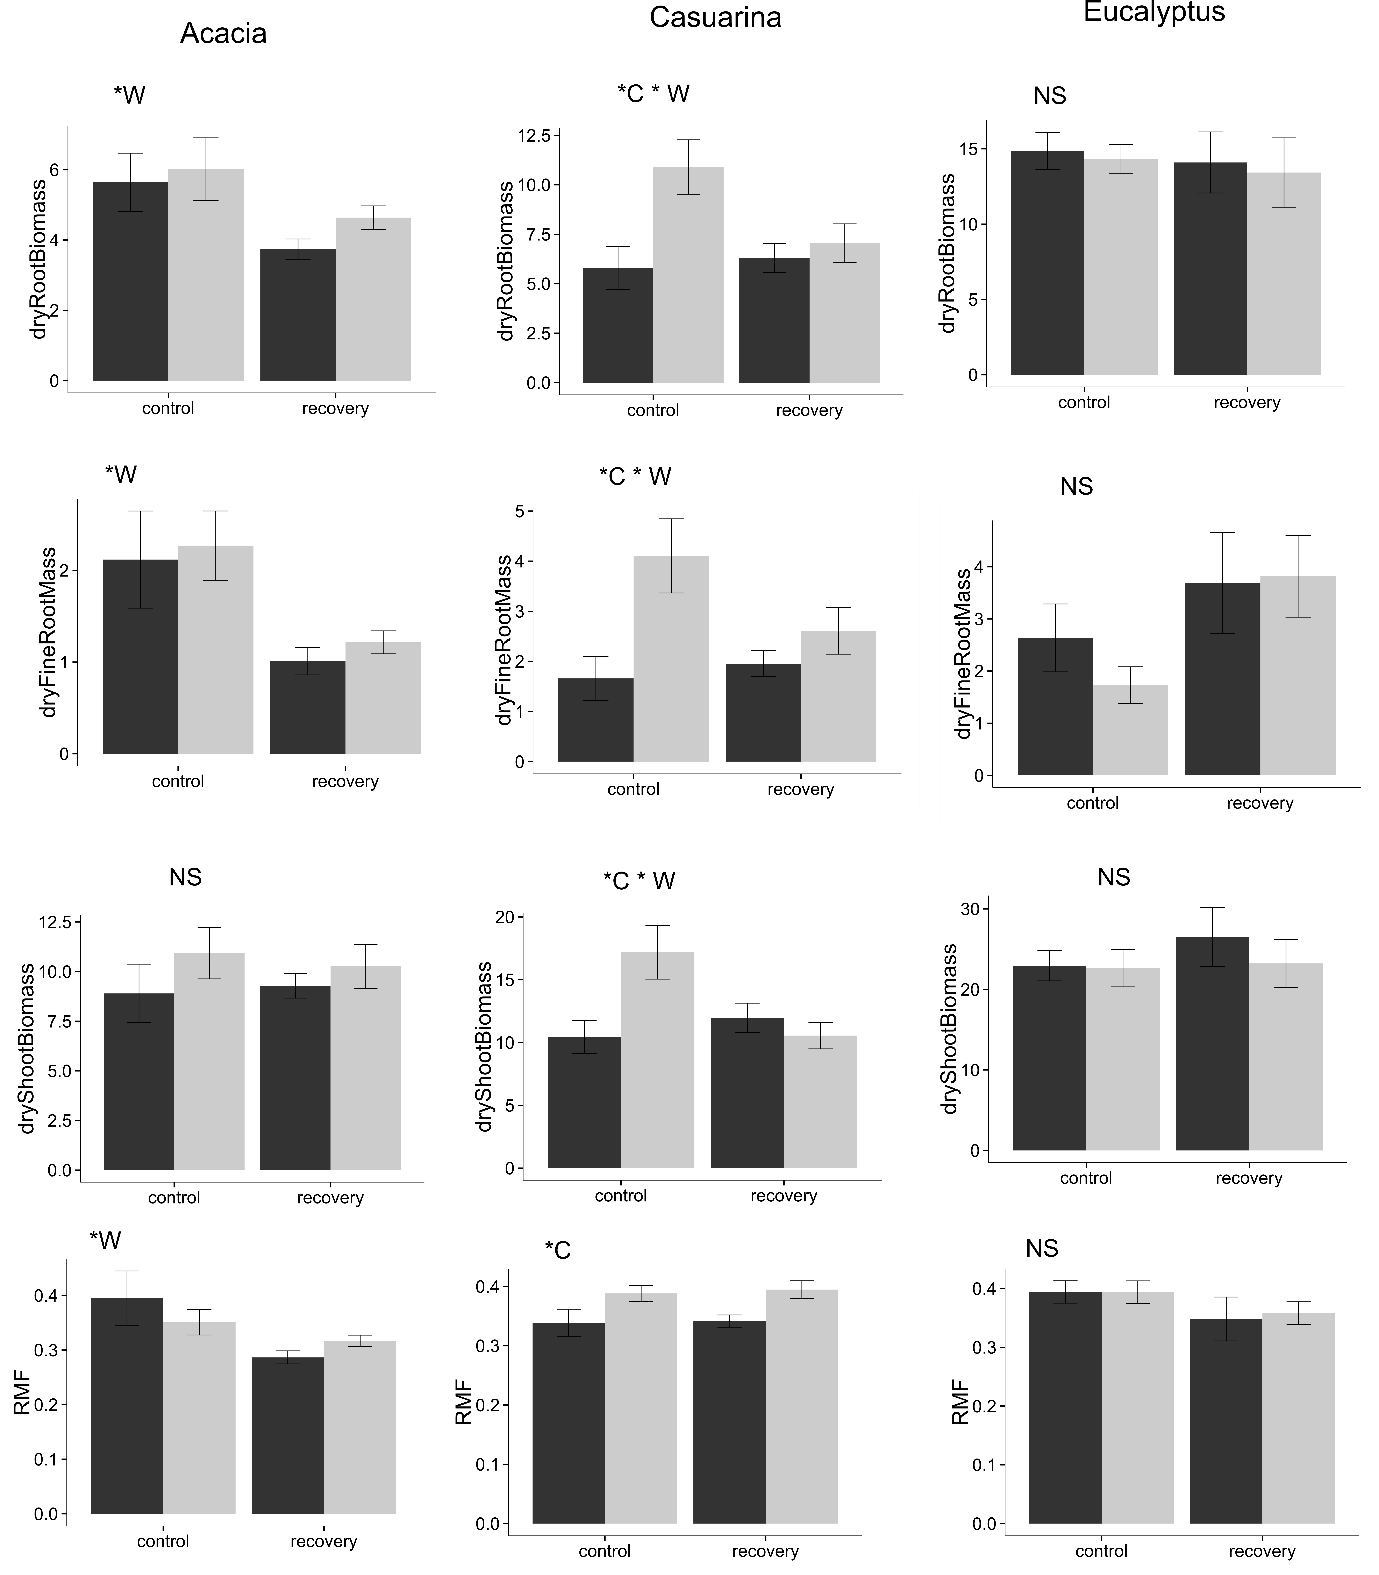 Acacia
Casuarina
Eucalyptus
*W
dryRootBiomass
6
4
2
0
control recovery
*C * W
dryRootBiomass
12.5
10.0
7.5
5.0
2.5
0.0
control recovery
NS
dryRootBiomass
15
10
5
0
control recovery
*W
dryFineRootMass
2
1
0
control recovery
*C * W
dryFineRootMass
5
4
3
2
1
0
control recovery
NS
dryFineRootMass
4
3
2
1
0
control recovery
NS
dryShootBiomass
12.5
10.0
7.5
5.0
2.5
0.0
control recovery
*C * W
dryShootBiomass
20
15
10
5
0
control recovery
NS
dryShootBiomass
30
20
10
0
control recovery
*W
RMF
0.4
0.3
0.2
0.1
0.0
control recovery
*C
RMF
0.4
0.3
0.2
0.1
0.0
control recovery
NS
RMF
0.4
0.3
0.2
0.1
0.0
control recovery